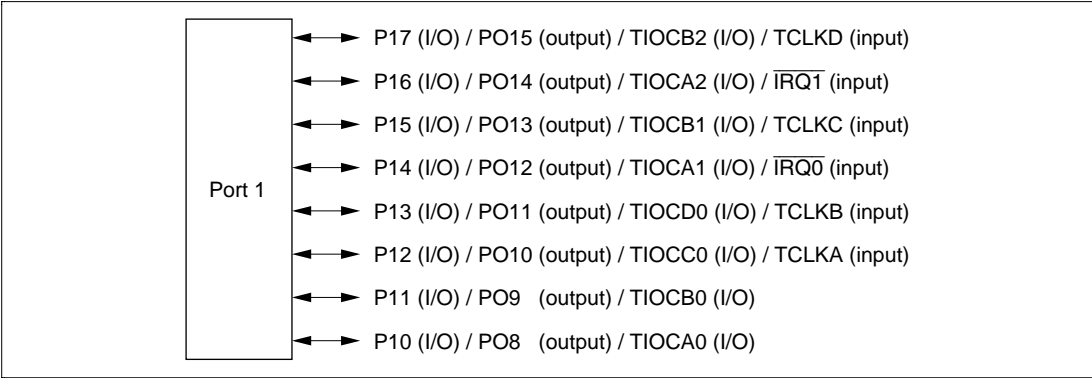 P17 (I/O) / PO15 (output) / TIOCB2 (I/O) / TCLKD (input)
P16 (I/O) / PO14 (output) / TIOCA2 (I/O) / I̅R̅Q̅1̅ (input)
P15 (I/O) / PO13 (output) / TIOCB1 (I/O) / TCLKC (input)
P14 (I/O) / PO12 (output) / TIOCA1 (I/O) / I̅R̅Q̅0̅ (input)
Port 1
P13 (I/O) / PO11 (output) / TIOCD0 (I/O) / TCLKB (input)
P12 (I/O) / PO10 (output) / TIOCC0 (I/O) / TCLKA (input)
P11 (I/O) / PO9 (output) / TIOCB0 (I/O)
P10 (I/O) / PO8 (output) / TIOCA0 (I/O)